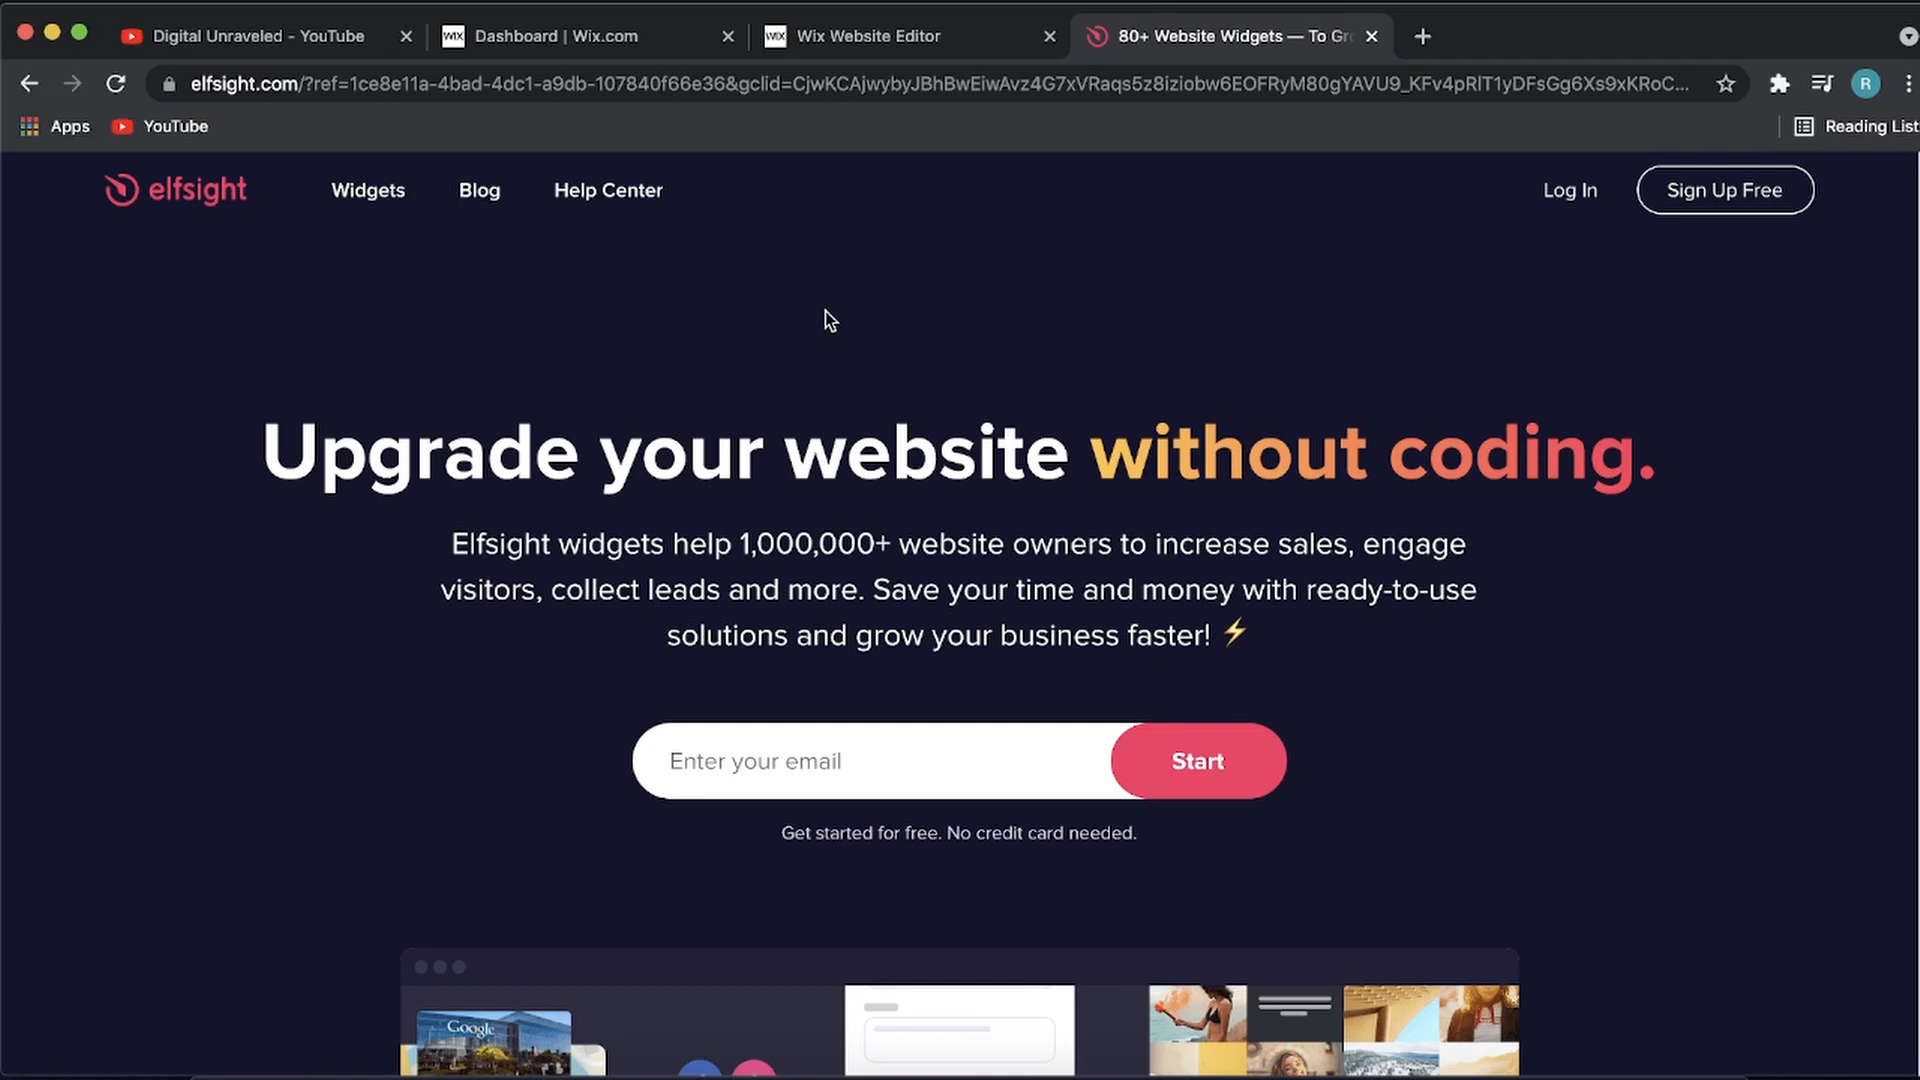 Digital Unraveled - YouTube
WIX Dashboard | Wix.com
WIX Wix Website Editor
80+ Website Widgets — To Gr
elfsight.com/?ref=1ce8e11a-4bad-4dc1-a9db-107840f66e36&gclid=CjwKCAjwybyJBhBwEiwAvz4G7xVRaqs5z8iziobw6EOFRyM80gYAVU9_KFv4pRlT1yDFsGg6Xs9xKRoC...
R
Apps
YouTube
Reading List
elfsight
Widgets
Blog
Help Center
Log In
Sign Up Free
Upgrade your website without coding.
Elfsight widgets help 1,000,000+ website owners to increase sales, engage
visitors, collect leads and more. Save your time and money with ready-to-use
solutions and grow your business faster! ⚡
Enter your email
Start
Get started for free. No credit card needed.
Google